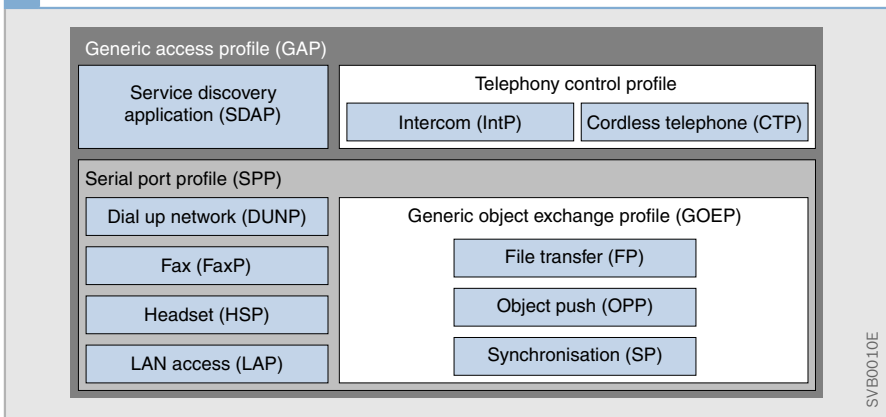 Generic access profile (GAP)
Service discovery
application (SDAP)
Telephony control profile
Intercom (IntP)
Cordless telephone (CTP)
Serial port profile (SPP)
Dial up network (DUNP)
Fax (FaxP)
Headset (HSP)
LAN access (LAP)
Generic object exchange profile (GOEP)
File transfer (FP)
Object push (OPP)
Synchronisation (SP)
SVB0010E